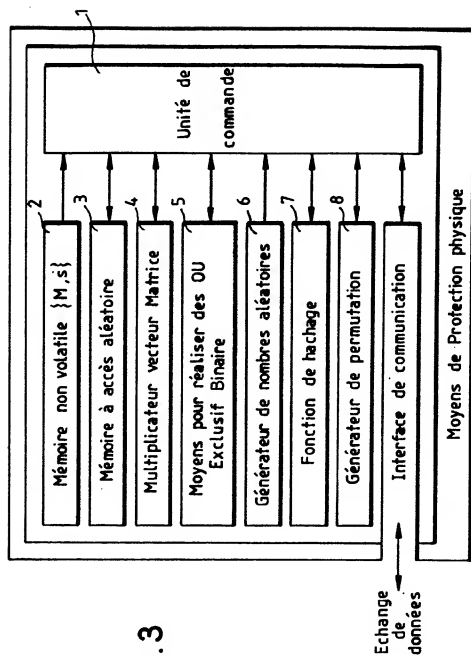 1
Unité de
commande
2
Mémoire non volatile {M,s}
3
Mémoire à accès aléatoire
4
Multiplicateur vecteur Matrice
5
Moyens pour réaliser des OU
Exclusif Binaire
6
Générateur de nombres aléatoires
7
Fonction de hachage
8
Générateur de permutation
Interface de communication
Moyens de Protection physique
Echange
de
données
.3